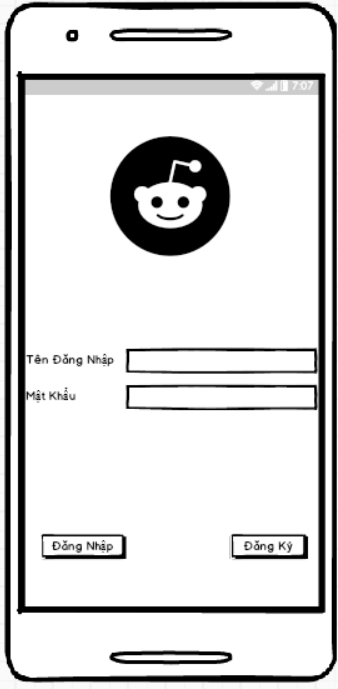 7:07
Tên Đăng Nhập
Mật Khẩu
Đăng Nhập
Đăng Ký